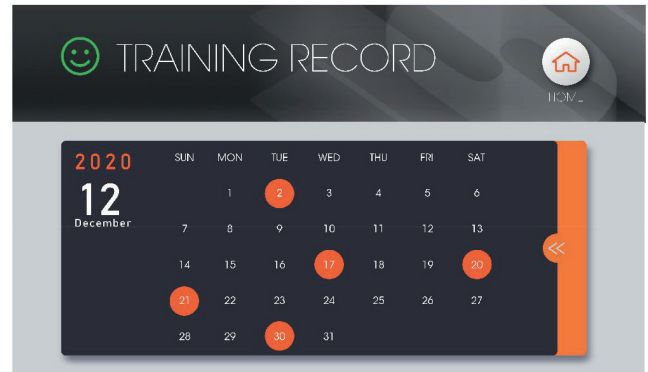 TRAINING RECORD
HOME
2020
12
December
SUN MON TUE WED THU FRI SAT
1 2 3 4 5 6
7 8 9 10 11 12 13
14 15 16 17 18 19 20
21 22 23 24 25 26 27
28 29 30 31